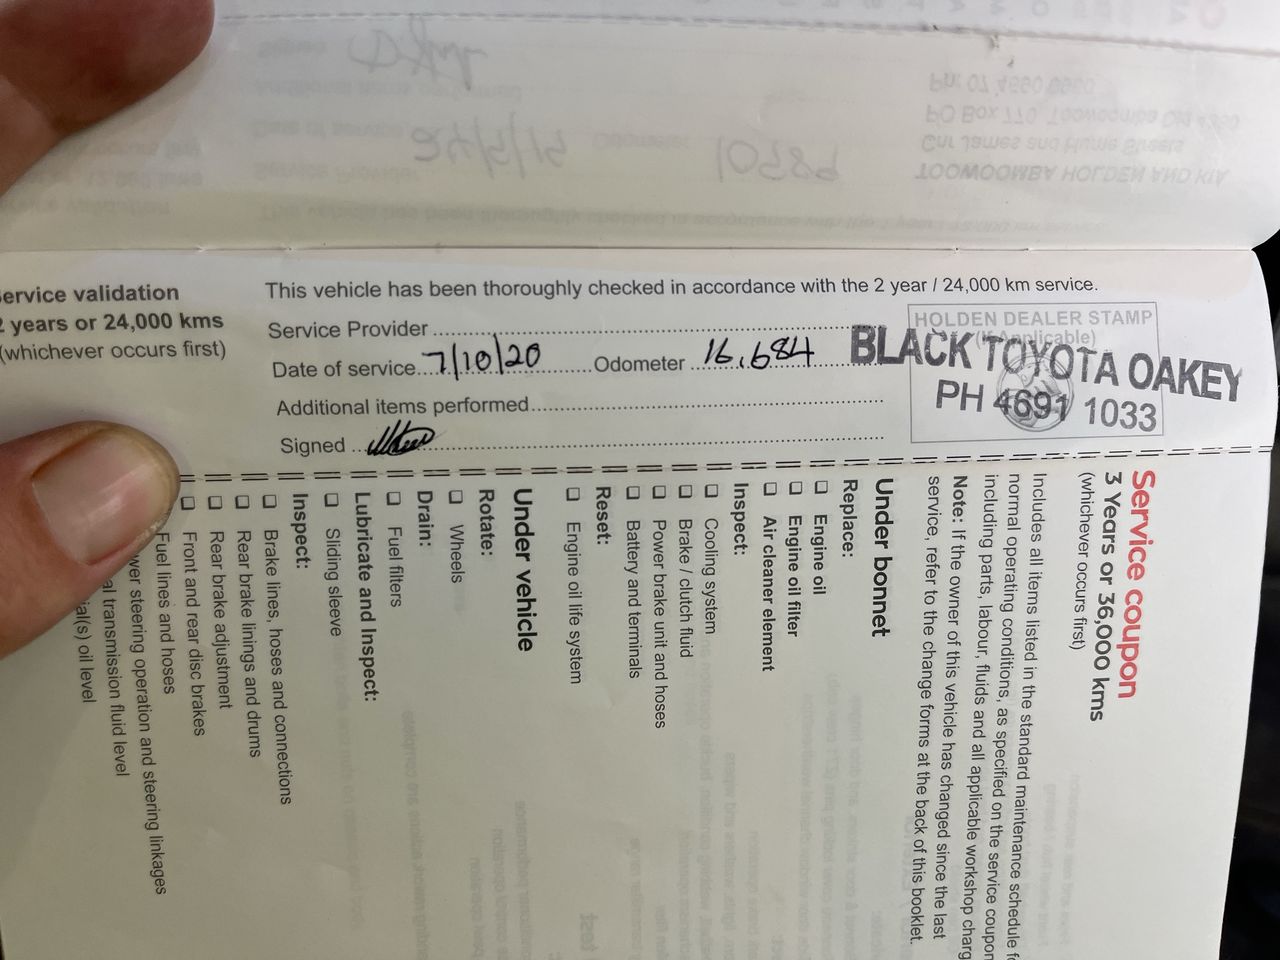 Service validation
2 years or 24,000 kms
(whichever occurs first)
This vehicle has been thoroughly checked in accordance with the 2 year / 24,000 km service.
Service Provider
Date of service 7/10/20 Odometer 16,684
Additional items performed
Signed
HOLDEN DEALER STAMP
(If Applicable)
BLACK TOYOTA OAKEY
PH 4691 1033
Service coupon
3 Years or 36,000 kms
(whichever occurs first)
Includes all items listed in the standard maintenance schedule
normal operating conditions, as specified on the service coupon
including parts, labour, fluids and all applicable workshop
Note: If the owner of this vehicle has changed since the last
service, refer to the change forms at the back of this booklet.
Under bonnet
Replace:
Engine oil
Engine oil filter
Air cleaner element
Inspect:
Cooling system
Brake / clutch fluid
Power brake unit and hoses
Battery and terminals
Reset:
Engine oil life system
Under vehicle
Rotate:
Wheels
Drain:
Fuel filters
Lubricate and Inspect:
Sliding sleeve
Inspect:
Brake lines, hoses and connections
Rear brake linings and drums
Rear brake adjustment
Front and rear disc brakes
Fuel lines and hoses
steering operation and steering linkages
transmission fluid level
oil level